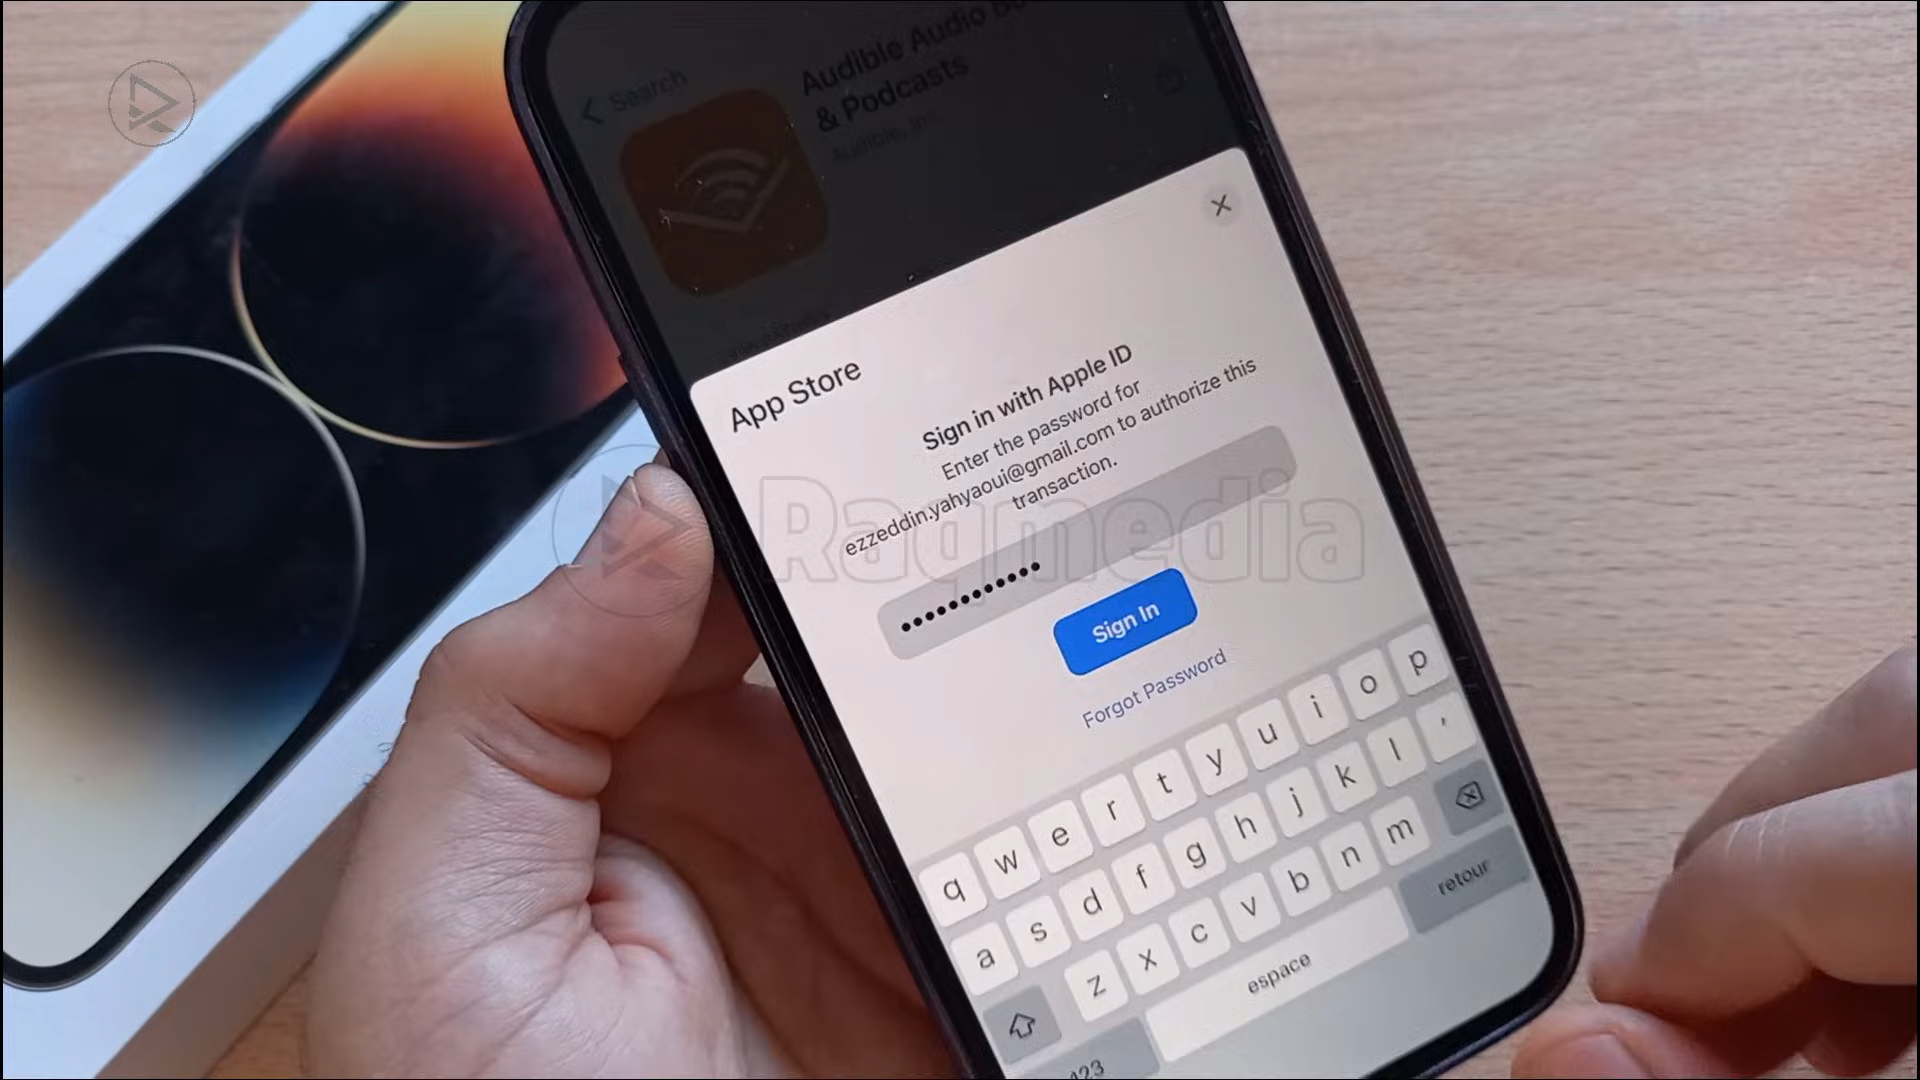 Search
Audible Audio
& Podcasts
Audible, Inc.
App Store
Sign in with Apple ID
Enter the password for
ezzeddin.yahyaoui@gmail.com to authorize this
transaction.
Ragmedia
Sign In
Forgot Password
q w e r t y u i o p
a s d f g h j k l '
z x c v b n m
123
espace
retour